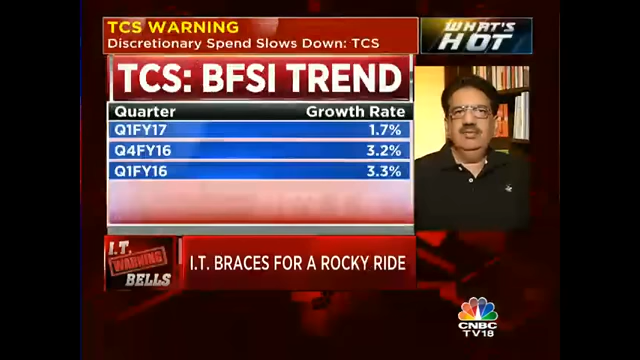 TCS WARNING
Discretionary Spend Slows Down: TCS
WHAT'S
HOT
TCS: BFSI TREND
Quarter Growth Rate
Q1FY17 1.7%
Q4FY16 3.2%
Q1FY16 3.3%
I.T.
WARNING
BELLS
I.T. BRACES FOR A ROCKY RIDE
CNBC
TV18